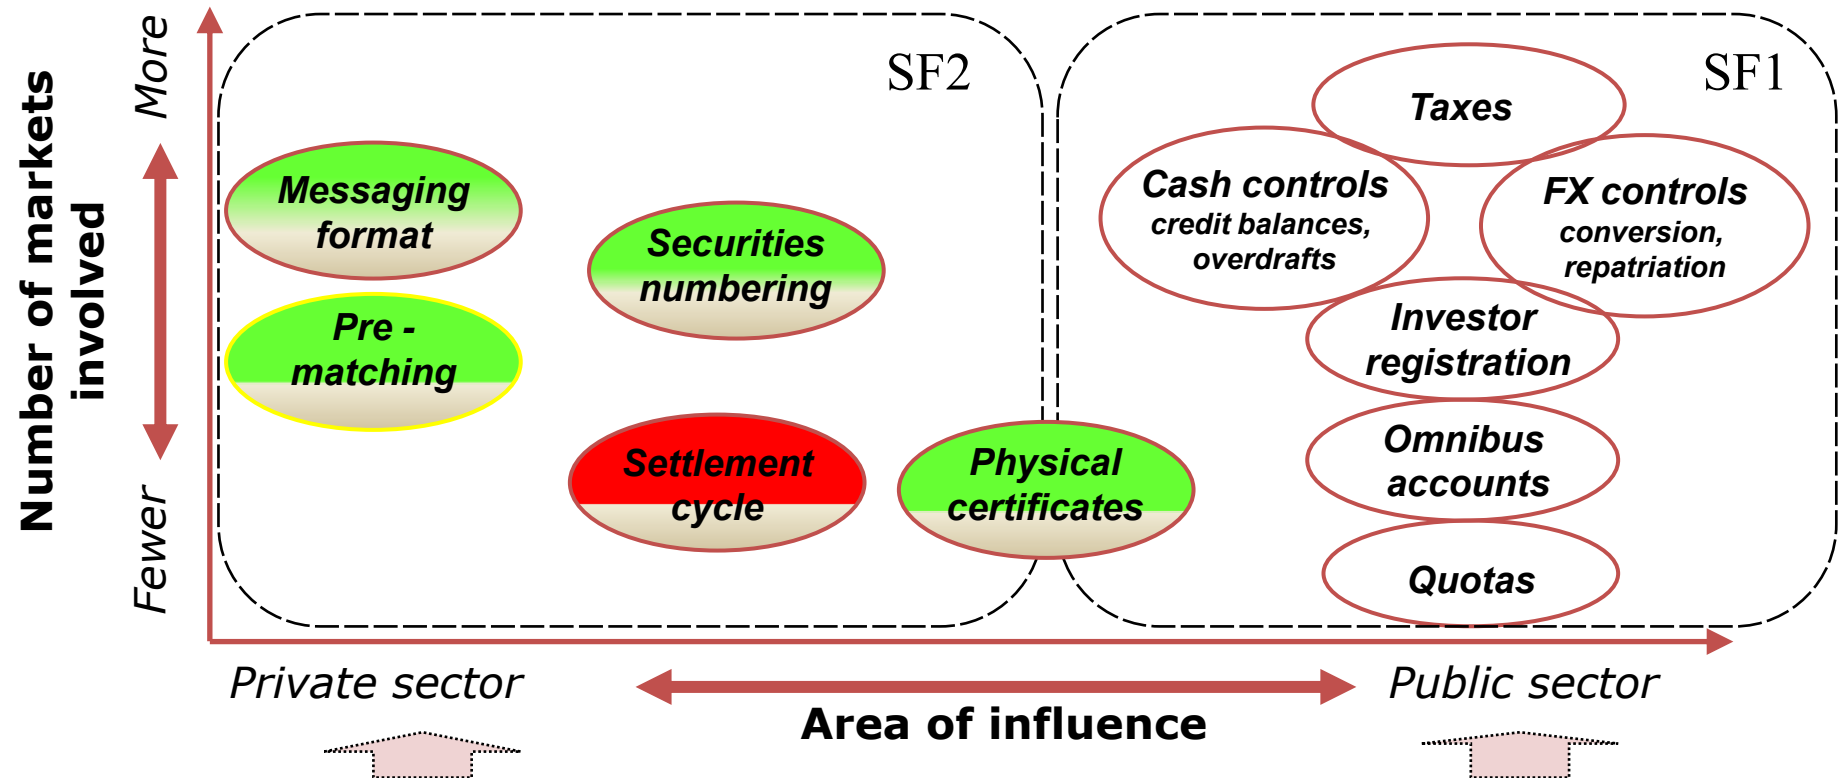 Number of markets
involved
More
Fewer
SF2
SF1
Messaging
format
Pre -
matching
Securities
numbering
Settlement
cycle
Physical
certificates
Taxes
Cash controls
credit balances,
overdrafts
FX controls
conversion,
repatriation
Investor
registration
Omnibus
accounts
Quotas
Private sector
Public sector
Area of influence